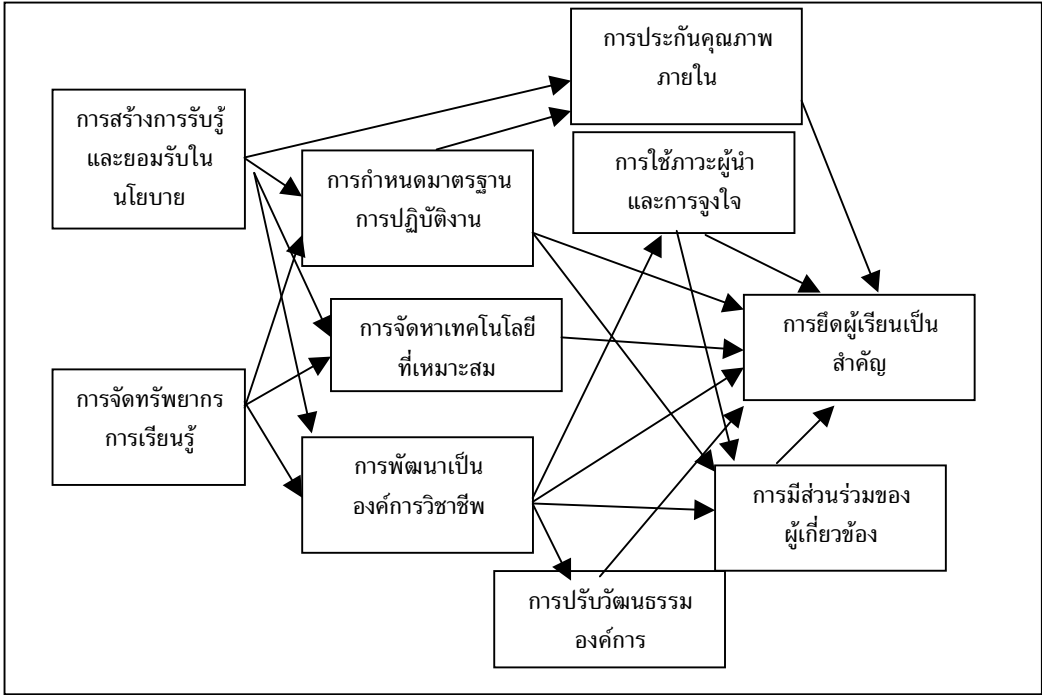 การประกันคุณภาพ
ภายใน
การสร้างการรับรู้
และยอมรับใน
นโยบาย
การกำหนดมาตรฐาน
การปฏิบัติงาน
การใช้ภาวะผู้นำ
และการจูงใจ
การจัดหาเทคโนโลยี
ที่เหมาะสม
การยึดผู้เรียนเป็น
สำคัญ
การจัดทรัพยากร
การเรียนรู้
การพัฒนาเป็น
องค์การวิชาชีพ
การมีส่วนร่วมของ
ผู้เกี่ยวข้อง
การปรับวัฒนธรรม
องค์การ